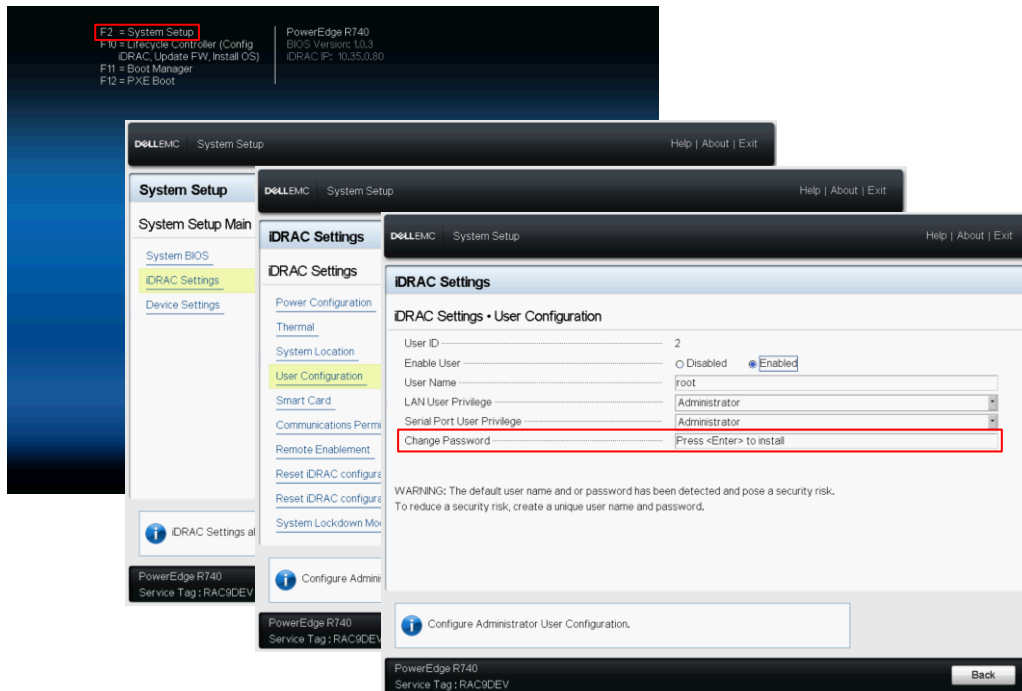 F2 = System Setup
F10 = Lifecycle Controller (Config
iDRAC, Update FW, Install OS)
F11 = Boot Manager
F12 = PXE Boot
PowerEdge R740
BIOS Version: 1.0.3
iDRAC IP: 10.35.0.80
DELLEMC System Setup
Help | About | Exit
System Setup
System Setup Main
System BIOS
iDRAC Settings
Device Settings
iDRAC Settings al
PowerEdge R740
Service Tag : RAC9DEV
DELLEMC System Setup
Help | About | Exit
iDRAC Settings
iDRAC Settings
Power Configuration
Thermal
System Location
User Configuration
Smart Card
Communications Permi
Remote Enablement
Reset iDRAC configura
Reset iDRAC configura
System Lockdown Mo
Configure Admini
PowerEdge R740
Service Tag : RAC9DEV
DELLEMC System Setup
Help | About | Exit
iDRAC Settings
iDRAC Settings • User Configuration
User ID 2
Enable User Disabled Enabled
User Name root
LAN User Privilege Administrator
Serial Port User Privilege Administrator
Change Password Press <Enter> to install
WARNING: The default user name and or password has been detected and pose a security risk.
To reduce a security risk, create a unique user name and password.
Configure Administrator User Configuration.
PowerEdge R740
Service Tag : RAC9DEV
Back